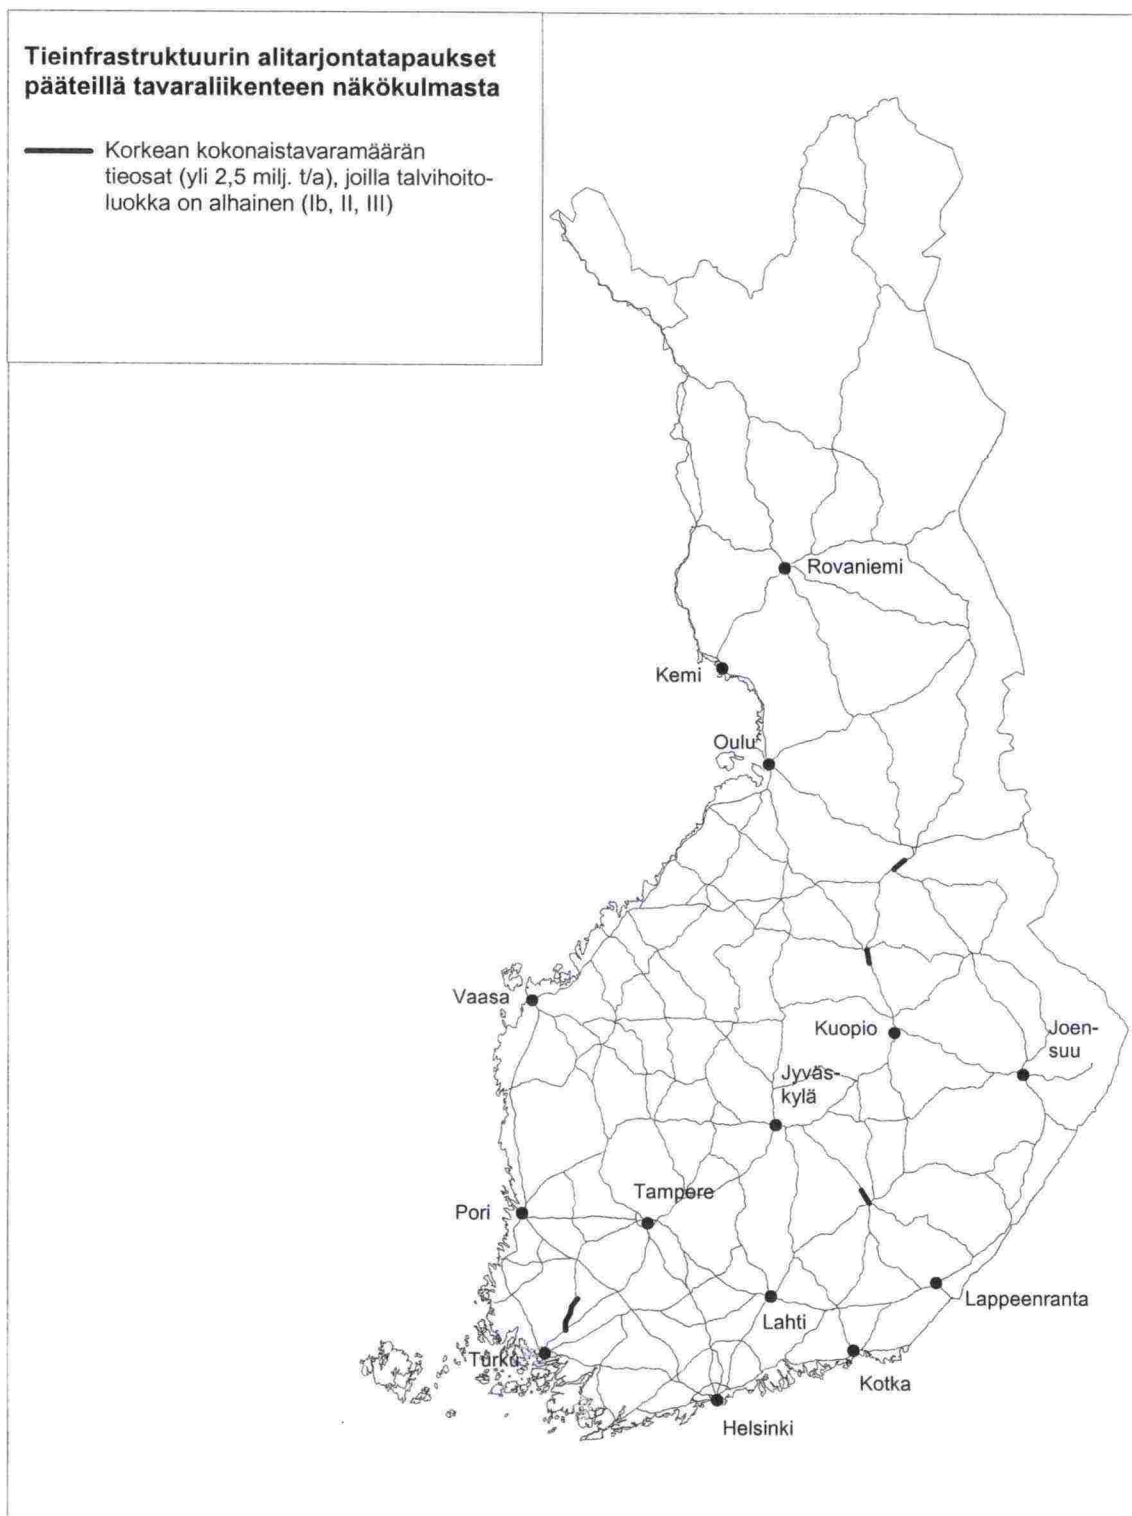 Tieinfrastruktuurin alitarjontatapaukset
pääteillä tavaraliikenteen näkökulmasta
Korkean kokonaistavaramäärän
tieosat (yli 2,5 milj. t/a), joilla talvihoito-
luokka on alhainen (Ib, II, III)
Rovaniemi
Kemi
Oulu
Vaasa
Kuopio
Joen-
suu
Jyväs-
kylä
Tampere
Pori
Lappeenranta
Lahti
Turku
Kotka
Helsinki